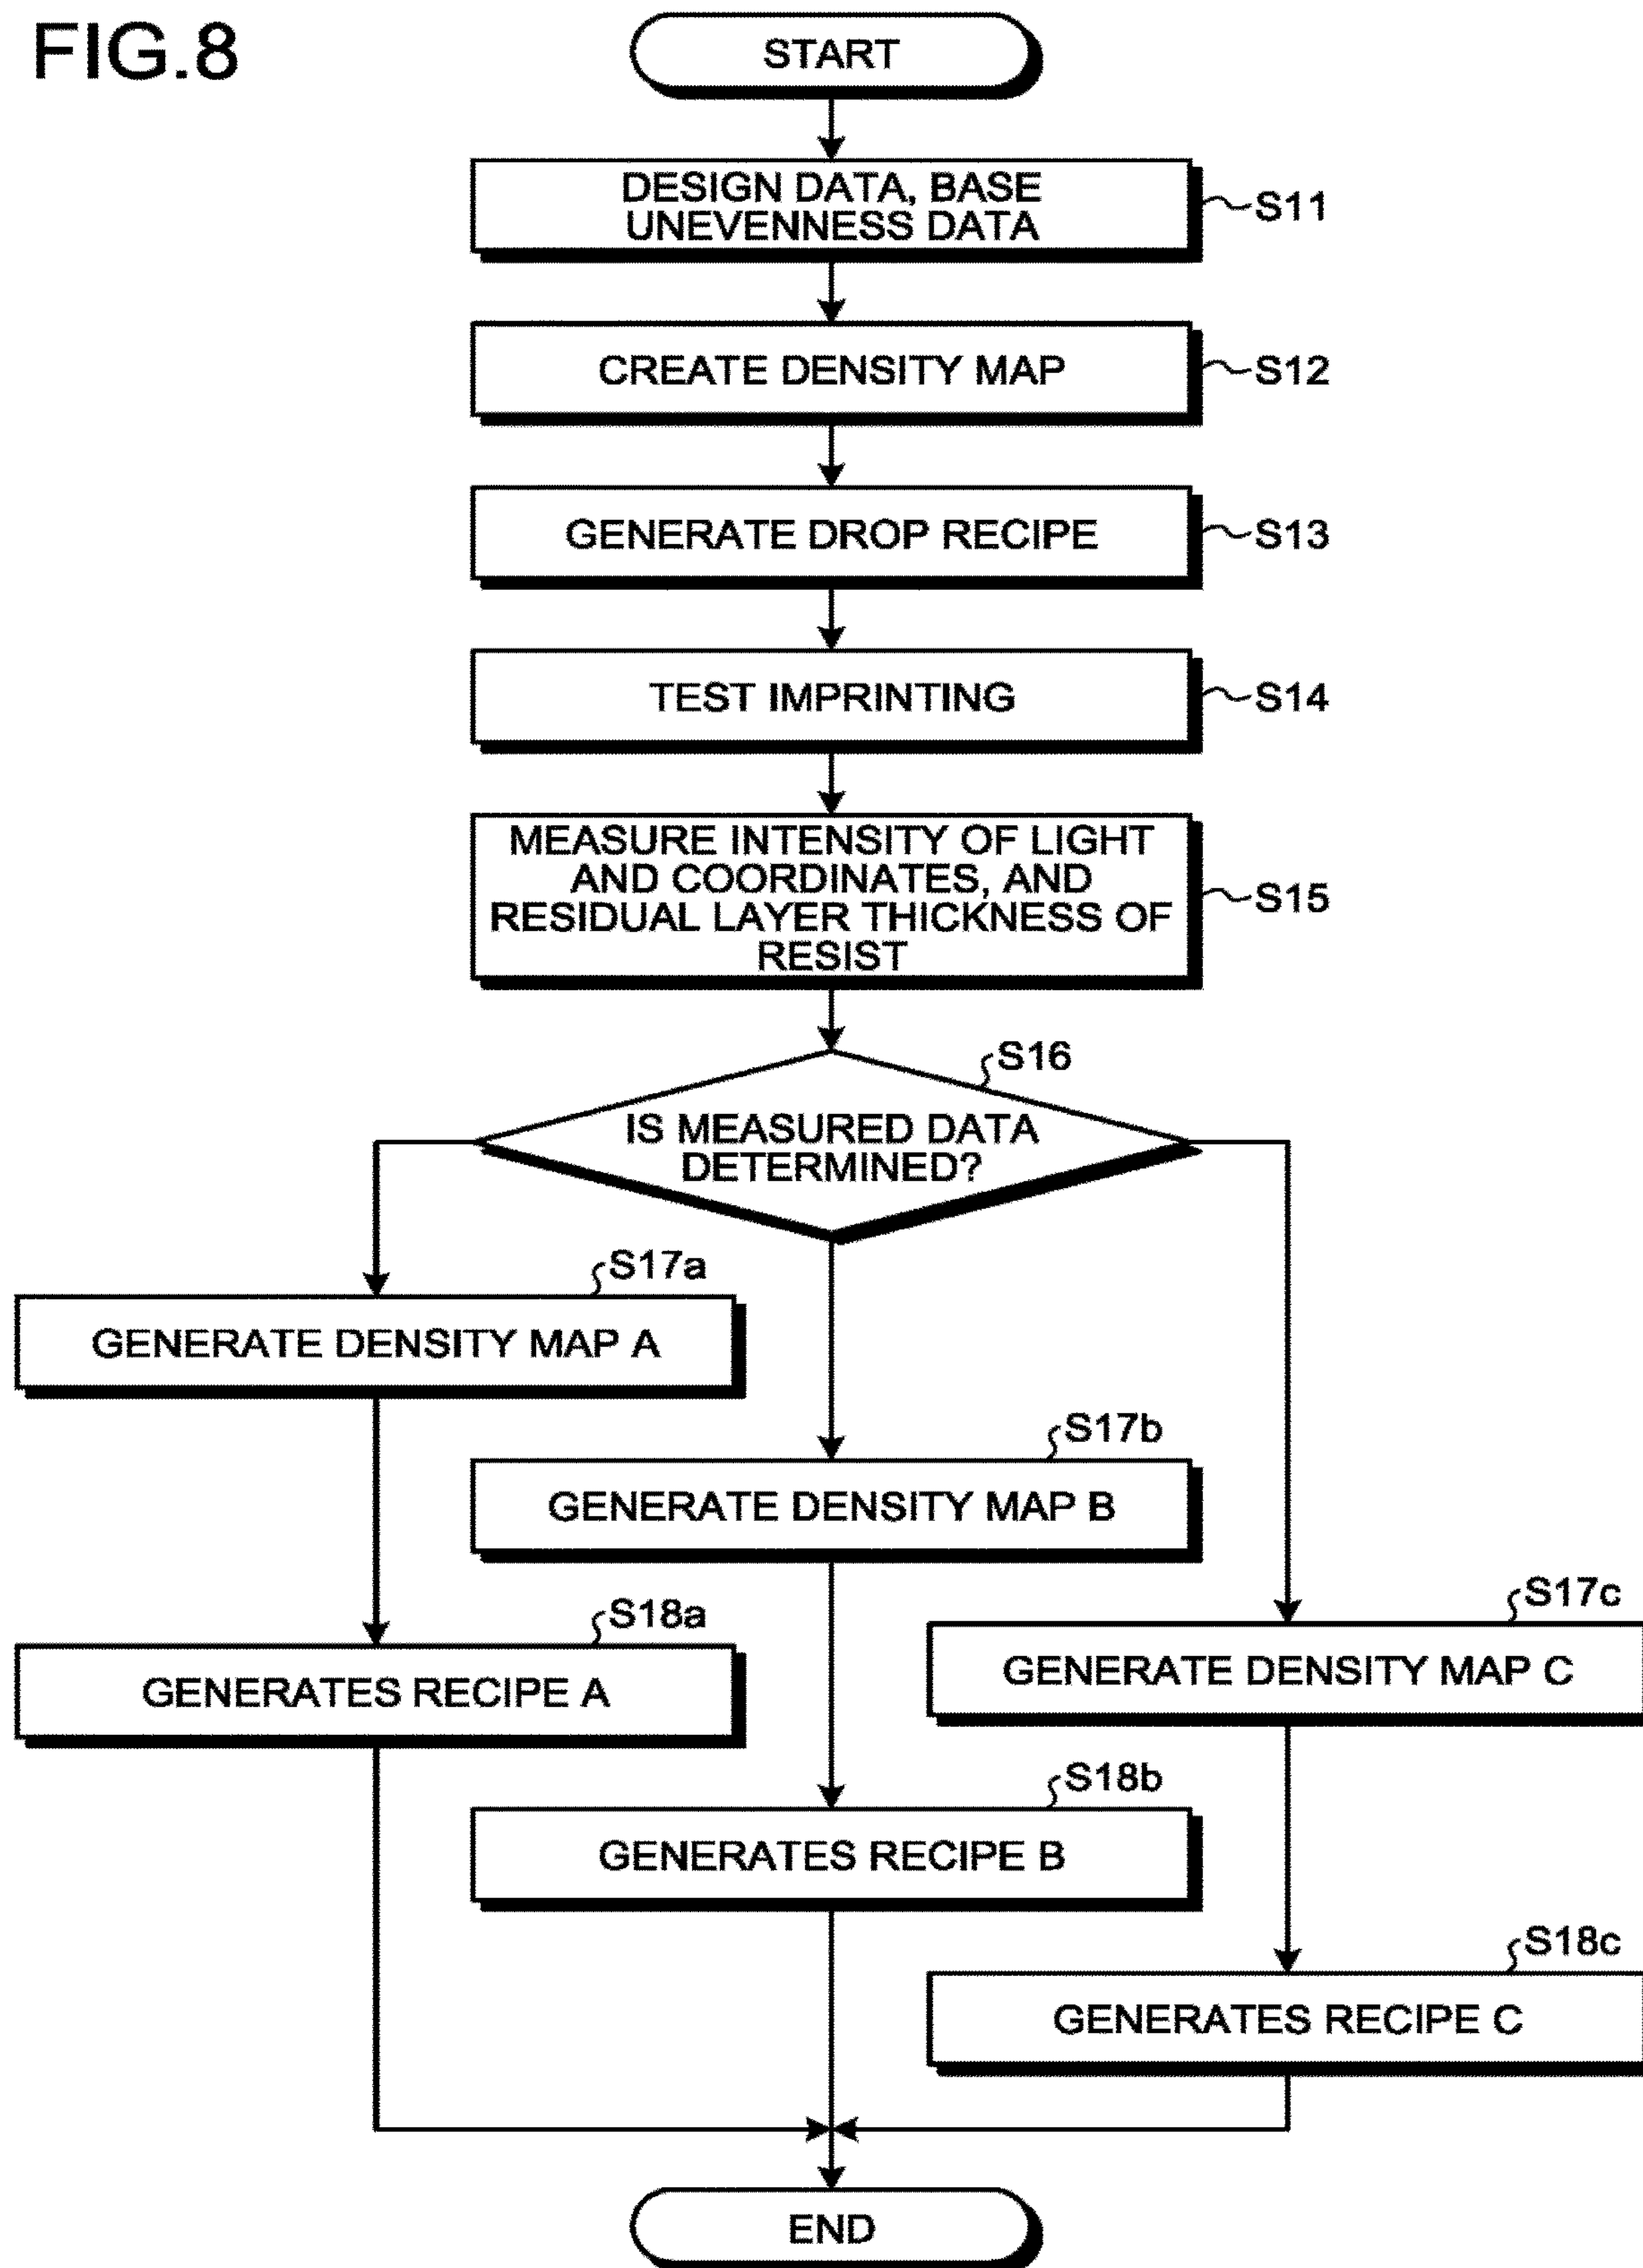 FIG.8
START
DESIGN DATA, BASE
UNEVENNESS DATA
S11
CREATE DENSITY MAP
S12
GENERATE DROP RECIPE
S13
TEST IMPRINTING
S14
MEASURE INTENSITY OF LIGHT
AND COORDINATES, AND
RESIDUAL LAYER THICKNESS OF
RESIST
S15
S16
IS MEASURED DATA
DETERMINED?
S17a
GENERATE DENSITY MAP A
S17b
GENERATE DENSITY MAP B
S17c
GENERATE DENSITY MAP C
S18a
GENERATES RECIPE A
S18b
GENERATES RECIPE B
S18c
GENERATES RECIPE C
END